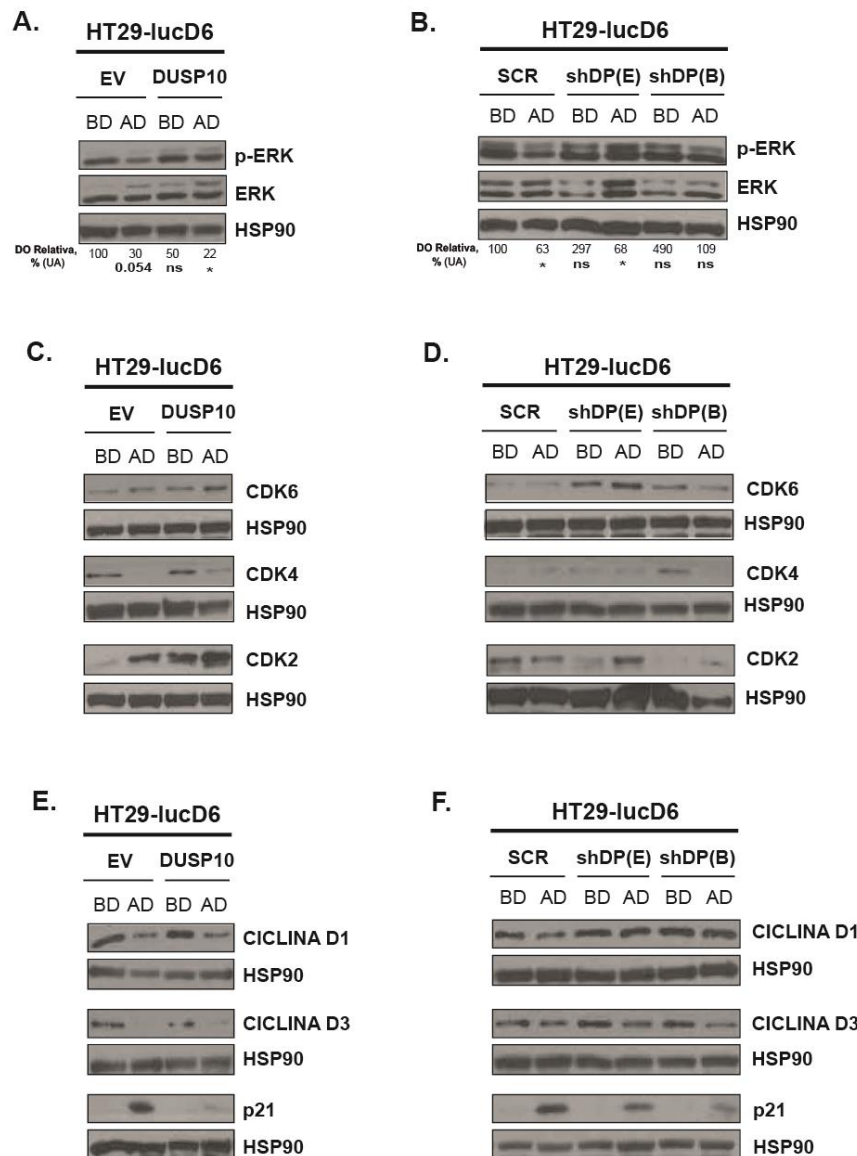 A.
HT29-lucD6
EV DUSP10
BD AD BD AD
p-ERK
ERK
HSP90
DO Relativa, % (UA)
100 30 50 22
0.054 ns *
B.
HT29-lucD6
SCR shDP(E) shDP(B)
BD AD BD AD BD AD
p-ERK
ERK
HSP90
DO Relativa, % (UA)
100 63 297 68 490 109
* ns * ns ns
C.
HT29-lucD6
EV DUSP10
BD AD BD AD
CDK6
HSP90
CDK4
HSP90
CDK2
HSP90
D.
HT29-lucD6
SCR shDP(E) shDP(B)
BD AD BD AD BD AD
CDK6
HSP90
CDK4
HSP90
CDK2
HSP90
E.
HT29-lucD6
EV DUSP10
BD AD BD AD
CICLINA D1
HSP90
CICLINA D3
HSP90
p21
HSP90
F.
HT29-lucD6
SCR shDP(E) shDP(B)
BD AD BD AD BD AD
CICLINA D1
HSP90
CICLINA D3
HSP90
p21
HSP90